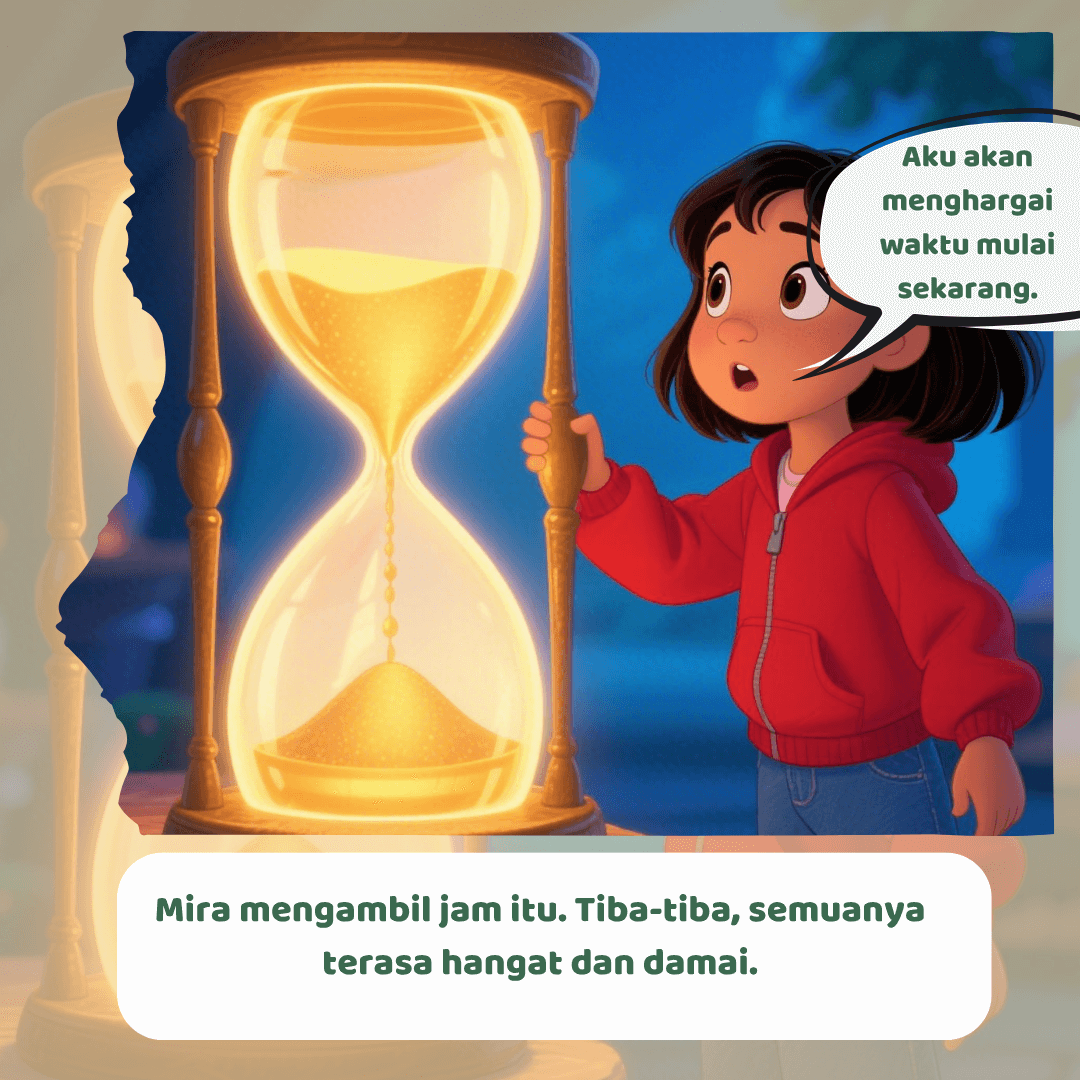 Aku akan
menghargai
waktu mulai
sekarang.
Mira mengambil jam itu. Tiba-tiba, semuanya
terasa hangat dan damai.